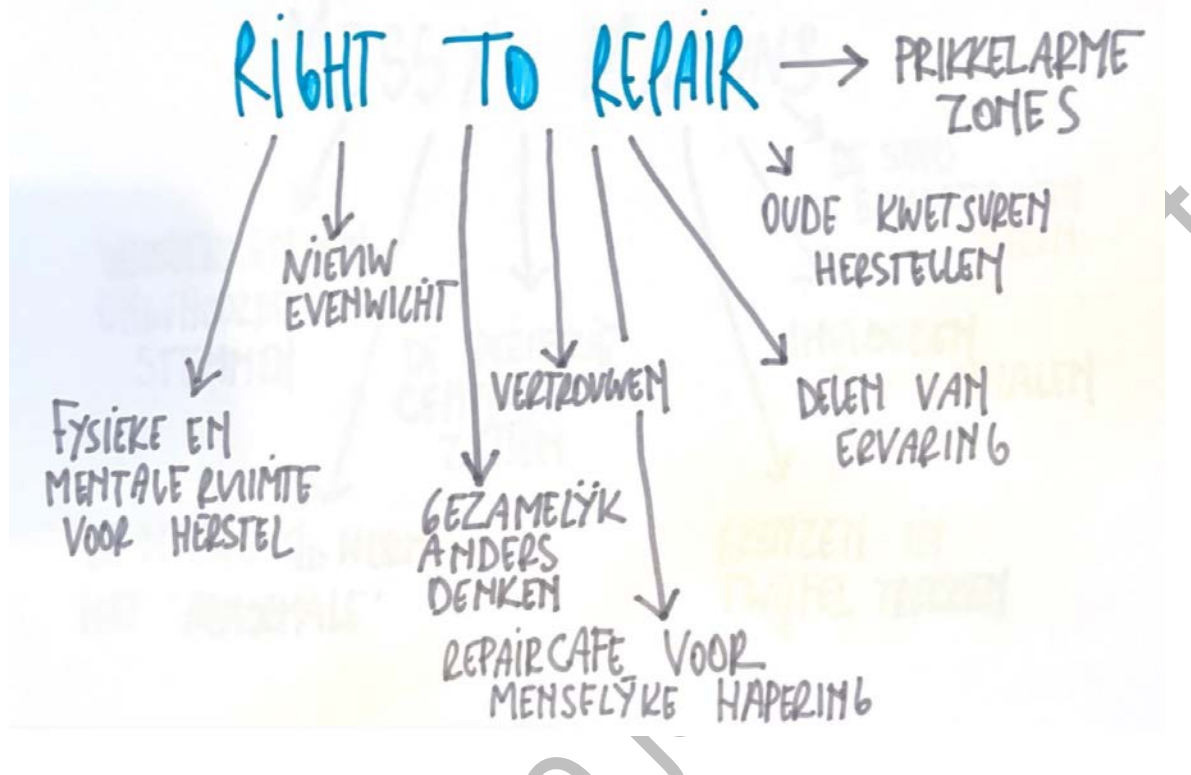 RIGHT TO REPAIR
PRIKKELARME
ZONES
OUDE KWETSUREN
HERSTELLEN
NIEUW
EVENWICHT
VERTROUWEN
DELEN VAN
ERVARING
FYSIEKE EN
MENTALE RUIMTE
VOOR HERSTEL
GEZAMELIJK
ANDERS
DENKEN
REPAIRCAFE VOOR
MENSELIJKE HAPERING